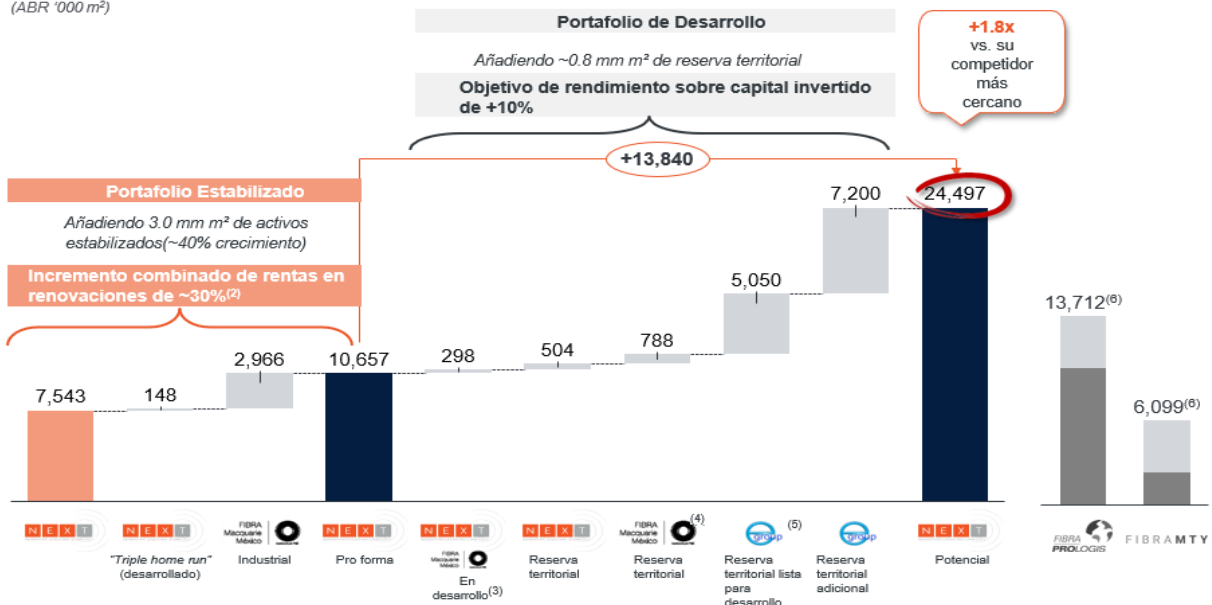 (ABR '000 m²)
Portafolio de Desarrollo
Añadiendo ~0.8 mm m² de reserva territorial
Objetivo de rendimiento sobre capital invertido
de +10%
+1.8x
vs. su
competidor
más
cercano
+13,840
Portafolio Estabilizado
Añadiendo 3.0 mm m² de activos
estabilizados(~40% crecimiento)
Incremento combinado de rentas en
renovaciones de ~30%(2)
7,543
148
2,966
10,657
298
504
788
5,050
7,200
24,497
13,712(6)
6,099(6)
NEXT
NEXT
"Triple home run"
(desarrollado)
FIBRA
Macquarie
México
Industrial
NEXT
Pro forma
NEXT
FIBRA
Macquarie
México
En
desarrollo(3)
NEXT
Reserva
territorial
FIBRA
Macquarie
México
(4)
Reserva
territorial
egroup
(5)
Reserva
territorial lista
para
desarrollo
egroup
Reserva
territorial
adicional
NEXT
Potencial
FIBRA
PROLOGIS
FIBRAMTY